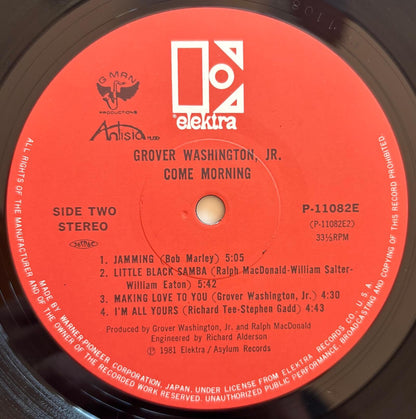 1108
G MAN
PRODUCTIONS
Artisia MUSIC
elektra
GROVER WASHINGTON, JR.
COME MORNING
SIDE TWO
STEREO
P-11082E
(P-11082E2)
33⅓RPM
1. JAMMING (Bob Marley) 5:05
2. LITTLE BLACK SAMBA (Ralph MacDonald-William Salter-
William Eaton) 5:42
3. MAKING LOVE TO YOU (Grover Washington, Jr.) 4:30
4. I'M ALL YOURS (Richard Tee-Stephen Gadd) 4:43
Produced by Grover Washington, Jr. and Ralph MacDonald
Engineered by Richard Alderson
Ⓟ 1981 Elektra / Asylum Records
MADE BY WARNER-PIONEER CORPORATION, JAPAN, UNDER LICENSE FROM ELEKTRA RECORDS CO. U.S.A.
ALL RIGHTS OF THE MANUFACTURER AND OF THE OWNER OF THE RECORDED WORK RESERVED. UNAUTHORIZED PUBLIC PERFORMANCE, BROADCASTING AND COPYING OF THIS RECORD PROHIBITED.